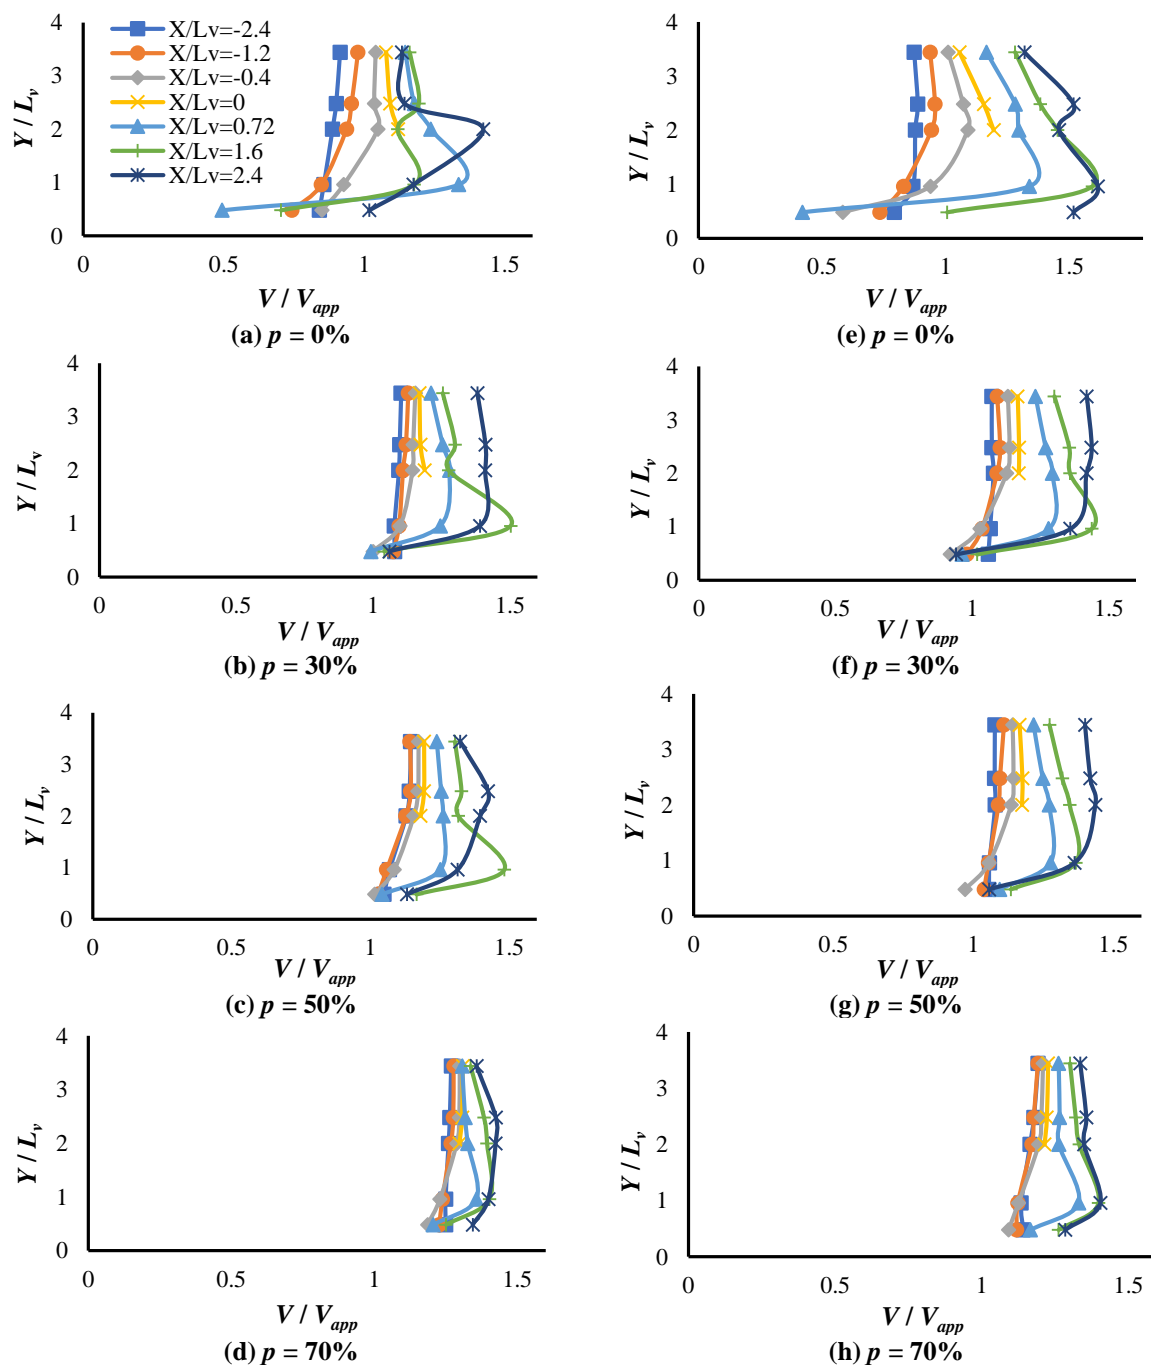 4
3
2
1
0
Y / Lv
X/Lv=-2.4
X/Lv=-1.2
X/Lv=-0.4
X/Lv=0
X/Lv=0.72
X/Lv=1.6
X/Lv=2.4
0 0.5 1 1.5
V / Vapp
(a) p = 0%
4
3
2
1
0
Y / Lv
0 0.5 1 1.5
V / Vapp
(e) p = 0%
4
3
2
1
0
Y / Lv
0 0.5 1 1.5
V / Vapp
(b) p = 30%
4
3
2
1
0
Y / Lv
0 0.5 1 1.5
V / Vapp
(f) p = 30%
4
3
2
1
0
Y / Lv
0 0.5 1 1.5
V / Vapp
(c) p = 50%
4
3
2
1
0
Y / Lv
0 0.5 1 1.5
V / Vapp
(g) p = 50%
4
3
2
1
0
Y / Lv
0 0.5 1 1.5
V / Vapp
(d) p = 70%
4
3
2
1
0
Y / Lv
0 0.5 1 1.5
V / Vapp
(h) p = 70%